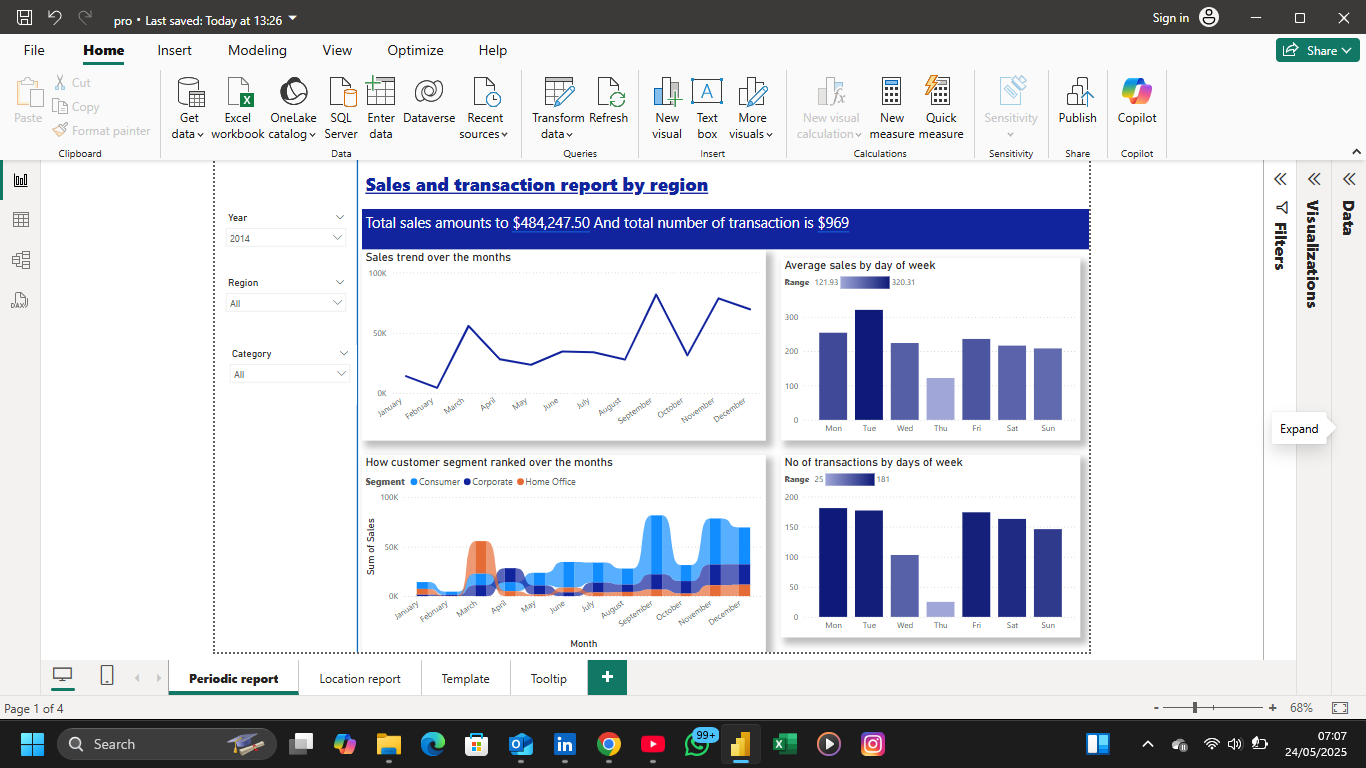 pro • Last saved: Today at 13:26
Sign in
File Home Insert Modeling View Optimize Help
Share
Paste
Cut
Copy
Format painter
Clipboard
Get data
Excel workbook
OneLake catalog
SQL Server
Enter data
Dataverse
Recent sources
Data
Transform data
Refresh
Queries
New visual
Text box
More visuals
Insert
New visual calculation
New measure
Quick measure
Calculations
Sensitivity
Sensitivity
Publish
Share
Copilot
Copilot
Sales and transaction report by region
Total sales amounts to $484,247.50 And total number of transaction is $969
Year
2014
Region
All
Category
All
Sales trend over the months
100K
50K
0K
January February March April May June July August September October November December
Average sales by day of week
Range 121.93 320.31
300
200
100
0
Mon Tue Wed Thu Fri Sat Sun
How customer segment ranked over the months
Segment Consumer Corporate Home Office
Sum of Sales
100K
50K
0K
January February March April May June July August September October November December
Month
No of transactions by days of week
Range 25 181
200
150
100
50
0
Mon Tue Wed Thu Fri Sat Sun
Filters
Visualizations
Data
Expand
DAX
Periodic report
Location report
Template
Tooltip
Page 1 of 4
- + 68%
Search
99+
07:07
24/05/2025